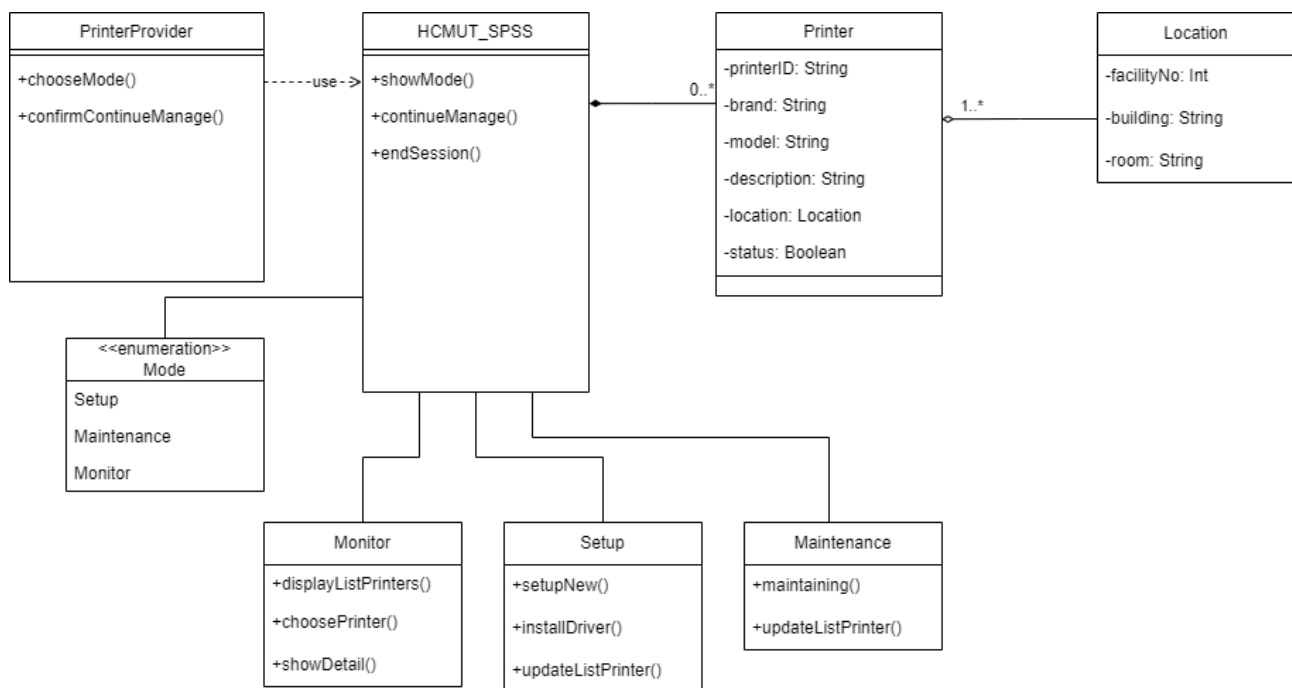 PrinterProvider
+chooseMode()
+confirmContinueManage()
use
HCMUT_SPSS
+showMode()
+continueManage()
+endSession()
0..*
Printer
-printerID: String
-brand: String
-model: String
-description: String
-location: Location
-status: Boolean
1..*
Location
-facilityNo: Int
-building: String
-room: String
<<enumeration>>
Mode
Setup
Maintenance
Monitor
Monitor
+displayListPrinters()
+choosePrinter()
+showDetail()
Setup
+setupNew()
+installDriver()
+updateListPrinter()
Maintenance
+maintaining()
+updateListPrinter()